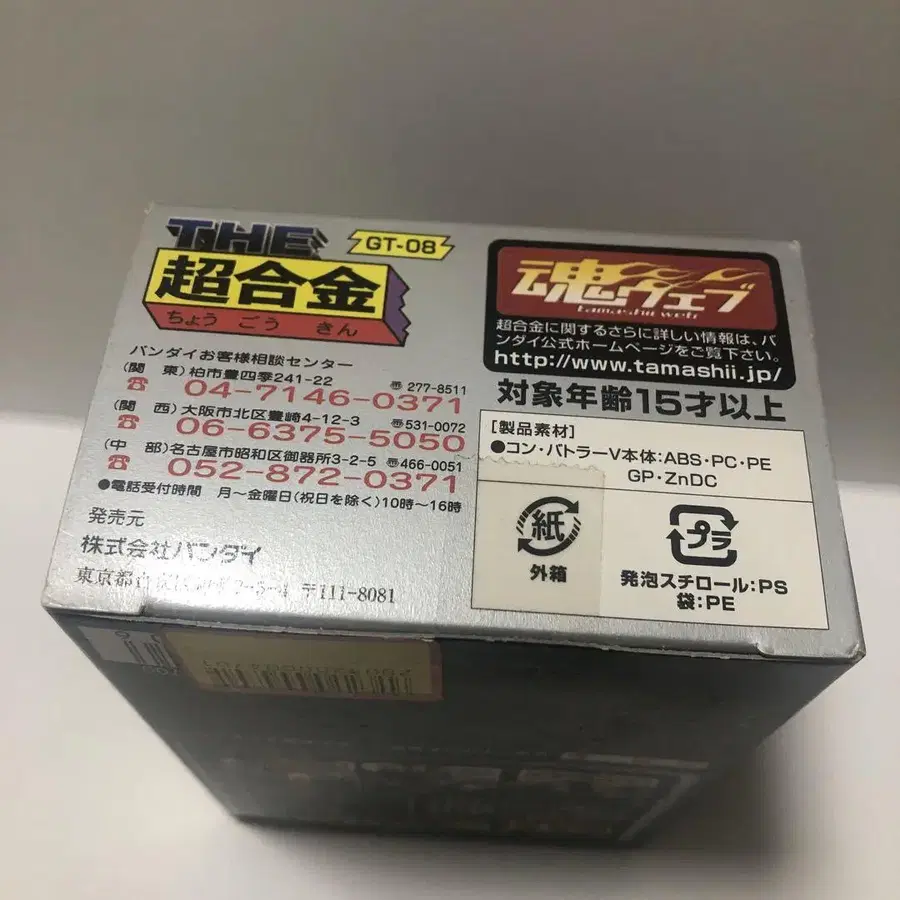 THE
超合金
ちょうごうきん
GT-08
魂ウェブ
tamashii web
超合金に関するさらに詳しい情報は、バ
ンダイ公式ホームページをご覧下さい。
http://www.tamashii.jp/
対象年齢15才以上
バンダイお客様相談センター
(関 東)柏市豊四季241-22 〠277-8511
☎ 04-7146-0371
(関 西)大阪市北区豊崎4-12-3 〠531-0072
☎ 06-6375-5050
(中 部)名古屋市昭和区御器所3-2-5 〠466-0051
☎ 052-872-0371
●電話受付時間 月～金曜日(祝日を除く)10時～16時
発売元
株式会社バンダイ
東京都台 〒111-8081
[製品素材]
●コン・バトラーV本体:ABS・PC・PE
GP・ZnDC
紙
外箱
プラ
発泡スチロール:PS
袋:PE